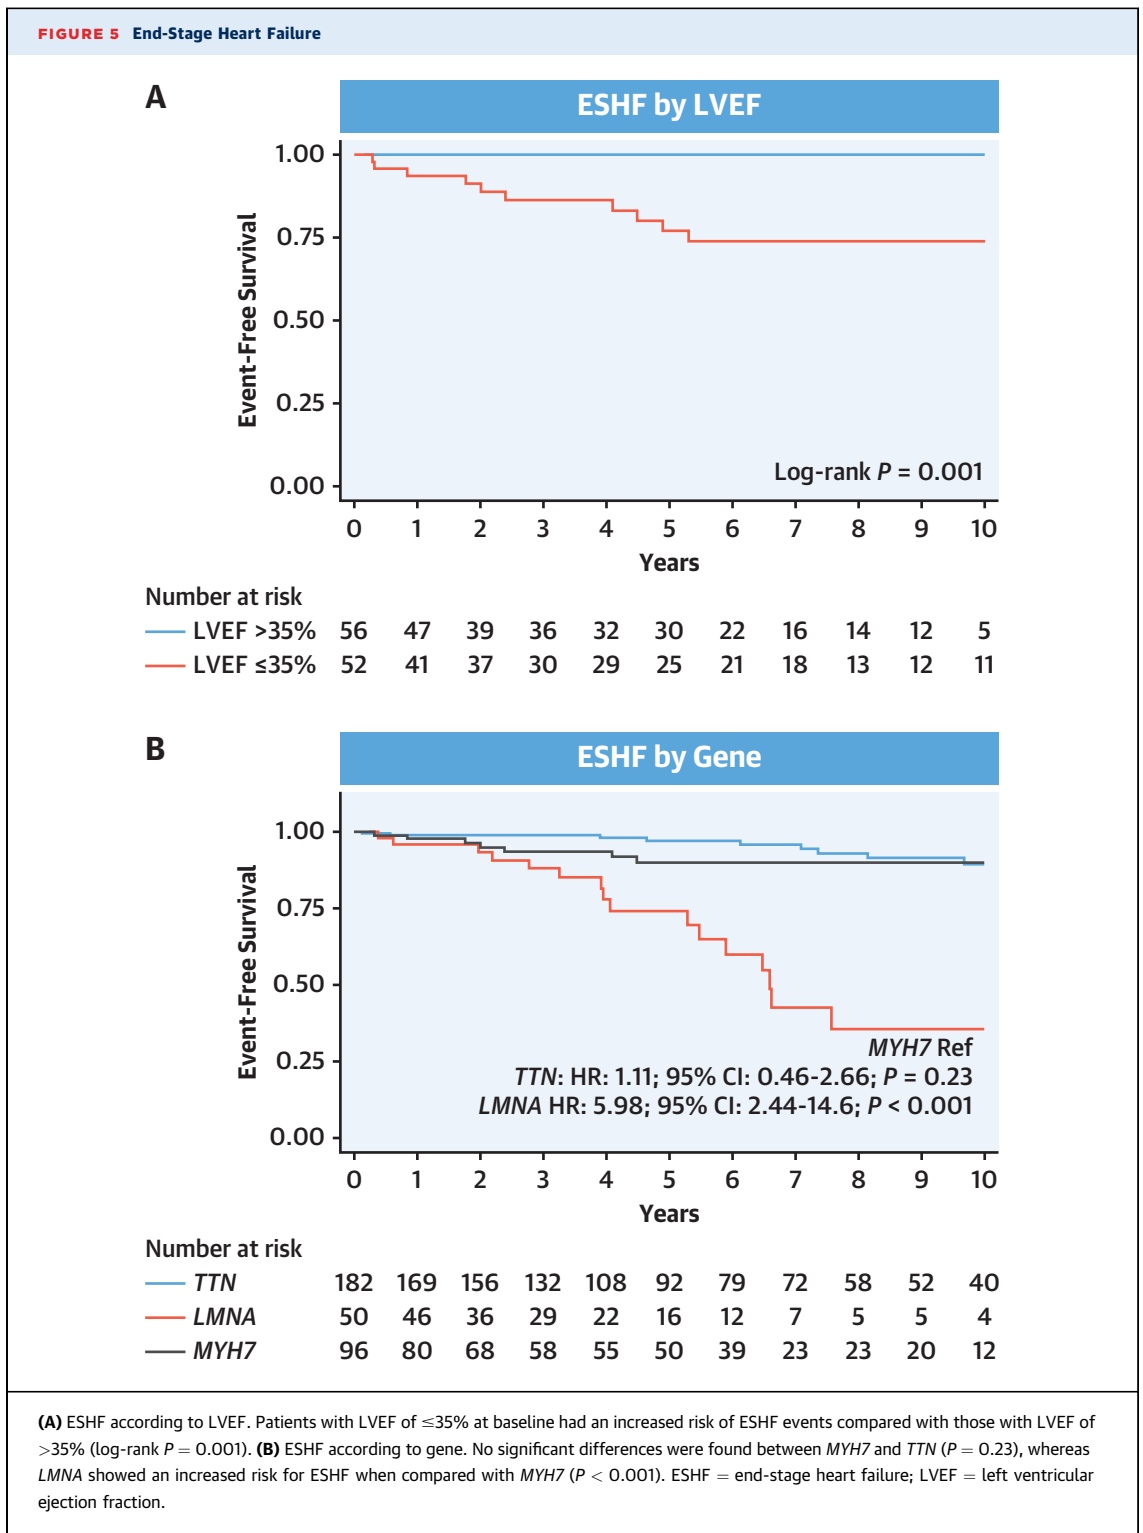 FIGURE 5 End-Stage Heart Failure
A
ESHF by LVEF
1.00
0.75
0.50
0.25
0.00
Event-Free Survival
Log-rank P = 0.001
0 1 2 3 4 5 6 7 8 9 10
Years
Number at risk
LVEF >35% 56 47 39 36 32 30 22 16 14 12 5
LVEF ≤35% 52 41 37 30 29 25 21 18 13 12 11
B
ESHF by Gene
1.00
0.75
0.50
0.25
0.00
Event-Free Survival
MYH7 Ref
TTN: HR: 1.11; 95% CI: 0.46-2.66; P = 0.23
LMNA HR: 5.98; 95% CI: 2.44-14.6; P < 0.001
0 1 2 3 4 5 6 7 8 9 10
Years
Number at risk
TTN 182 169 156 132 108 92 79 72 58 52 40
LMNA 50 46 36 29 22 16 12 7 5 5 4
MYH7 96 80 68 58 55 50 39 23 23 20 12
(A) ESHF according to LVEF. Patients with LVEF of ≤35% at baseline had an increased risk of ESHF events compared with those with LVEF of
>35% (log-rank P = 0.001). (B) ESHF according to gene. No significant differences were found between MYH7 and TTN (P = 0.23), whereas
LMNA showed an increased risk for ESHF when compared with MYH7 (P < 0.001). ESHF = end-stage heart failure; LVEF = left ventricular
ejection fraction.